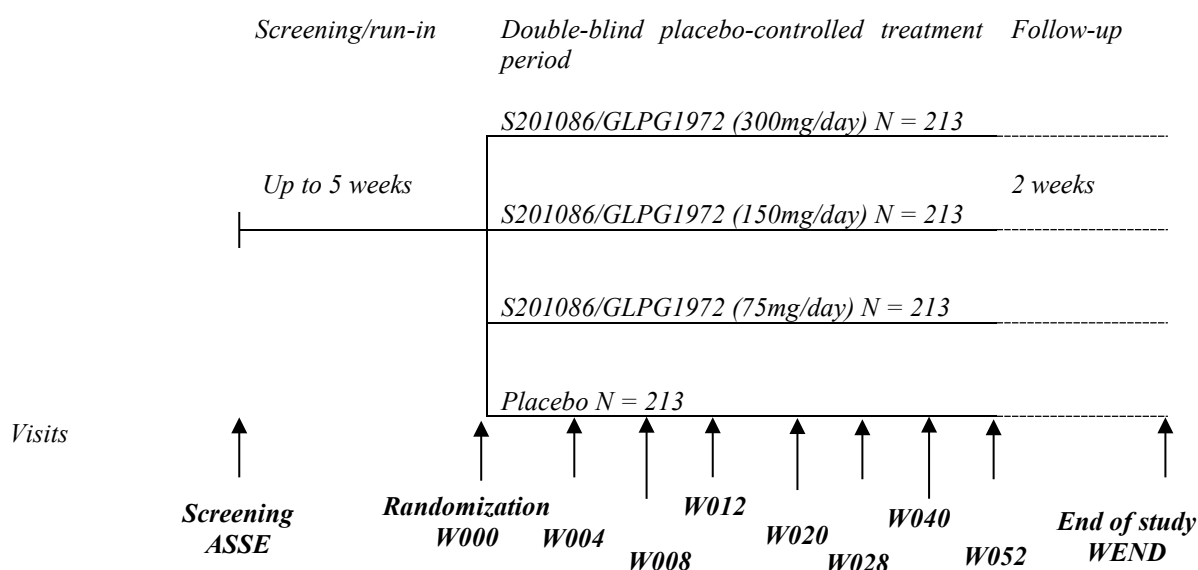 Screening/run-in
Double-blind placebo-controlled treatment
period
Follow-up
S201086/GLPG1972 (300mg/day) N = 213
Up to 5 weeks
2 weeks
S201086/GLPG1972 (150mg/day) N = 213
S201086/GLPG1972 (75mg/day) N = 213
Placebo N = 213
Visits
Screening
ASSE
Randomization
W000
W004
W008
W012
W020
W028
W040
W052
End of study
WEND